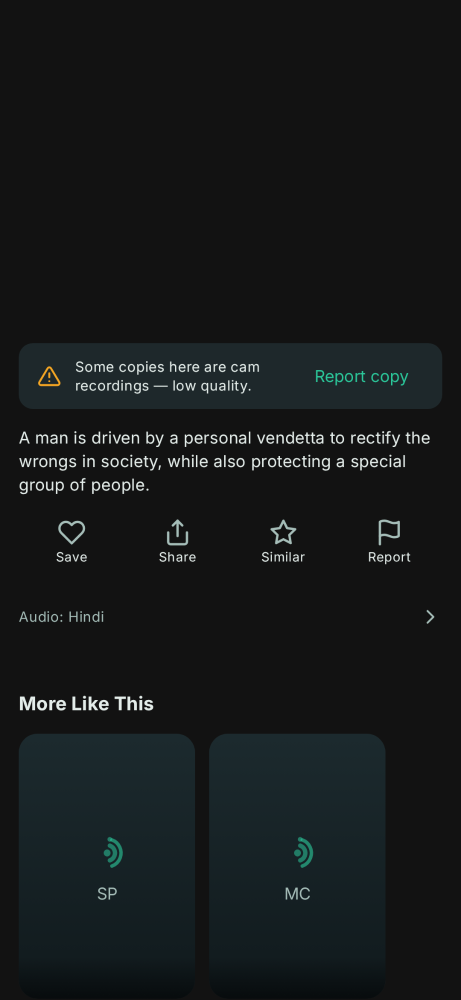 Some copies here are cam
recordings — low quality.
Report copy
A man is driven by a personal vendetta to rectify the
wrongs in society, while also protecting a special
group of people.
Save
Share
Similar
Report
Audio: Hindi
More Like This
SP
MC